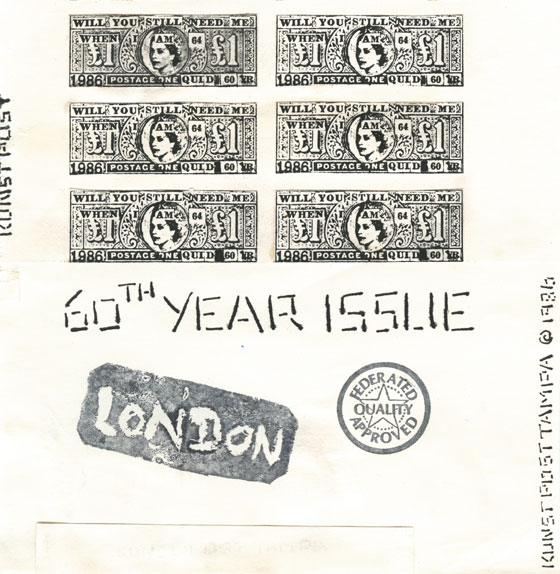 WILL YOU STILL NEED ME
WHEN I AM 64
£1 £1
1986 POSTAGE ONE QUID 60 YR
WILL YOU STILL NEED ME
WHEN I AM 64
£1 £1
1986 POSTAGE ONE QUID 60 YR
WILL YOU STILL NEED ME
WHEN I AM 64
£1 £1
1986 POSTAGE ONE QUID 60 YR
WILL YOU STILL NEED ME
WHEN I AM 64
£1 £1
1986 POSTAGE ONE QUID 60 YR
WILL YOU STILL NEED ME
WHEN I AM 64
£1 £1
1986 POSTAGE ONE QUID 60 YR
WILL YOU STILL NEED ME
WHEN I AM 64
£1 £1
1986 POSTAGE ONE QUID 60 YR
KUNSTPOST
60TH YEAR ISSUE
LONDON
FEDERATED
QUALITY
APPROVED
KUNSTPOSTTAMPA @ 1986